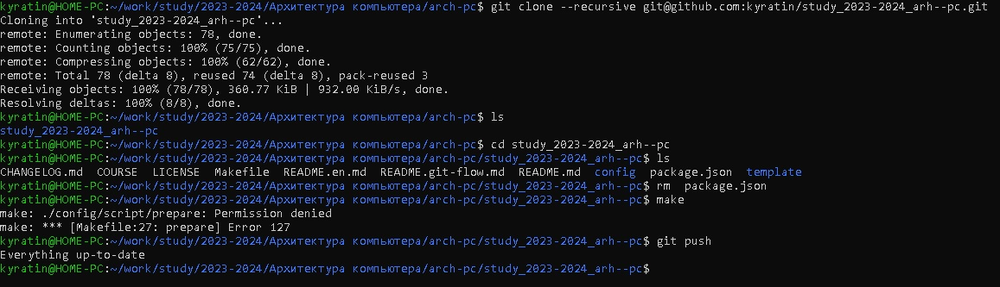 kyratin@HOME-PC:~/work/study/2023-2024/Архитектура компьютера/arch-pc$ git clone --recursive git@github.com:kyratin/study_2023-2024_arh--pc.git
Cloning into 'study_2023-2024_arh--pc'...
remote: Enumerating objects: 78, done.
remote: Counting objects: 100% (75/75), done.
remote: Compressing objects: 100% (62/62), done.
remote: Total 78 (delta 8), reused 74 (delta 8), pack-reused 3
Receiving objects: 100% (78/78), 360.77 KiB | 932.00 KiB/s, done.
Resolving deltas: 100% (8/8), done.
kyratin@HOME-PC:~/work/study/2023-2024/Архитектура компьютера/arch-pc$ ls
study_2023-2024_arh--pc
kyratin@HOME-PC:~/work/study/2023-2024/Архитектура компьютера/arch-pc$ cd study_2023-2024_arh--pc
kyratin@HOME-PC:~/work/study/2023-2024/Архитектура компьютера/arch-pc/study_2023-2024_arh--pc$ ls
CHANGELOG.md  COURSE  LICENSE  Makefile  README.en.md  README.git-flow.md  README.md  config  package.json  template
kyratin@HOME-PC:~/work/study/2023-2024/Архитектура компьютера/arch-pc/study_2023-2024_arh--pc$ rm  package.json
kyratin@HOME-PC:~/work/study/2023-2024/Архитектура компьютера/arch-pc/study_2023-2024_arh--pc$ make
make: ./config/script/prepare: Permission denied
make: *** [Makefile:27: prepare] Error 127
kyratin@HOME-PC:~/work/study/2023-2024/Архитектура компьютера/arch-pc/study_2023-2024_arh--pc$ git push
Everything up-to-date
kyratin@HOME-PC:~/work/study/2023-2024/Архитектура компьютера/arch-pc/study_2023-2024_arh--pc$